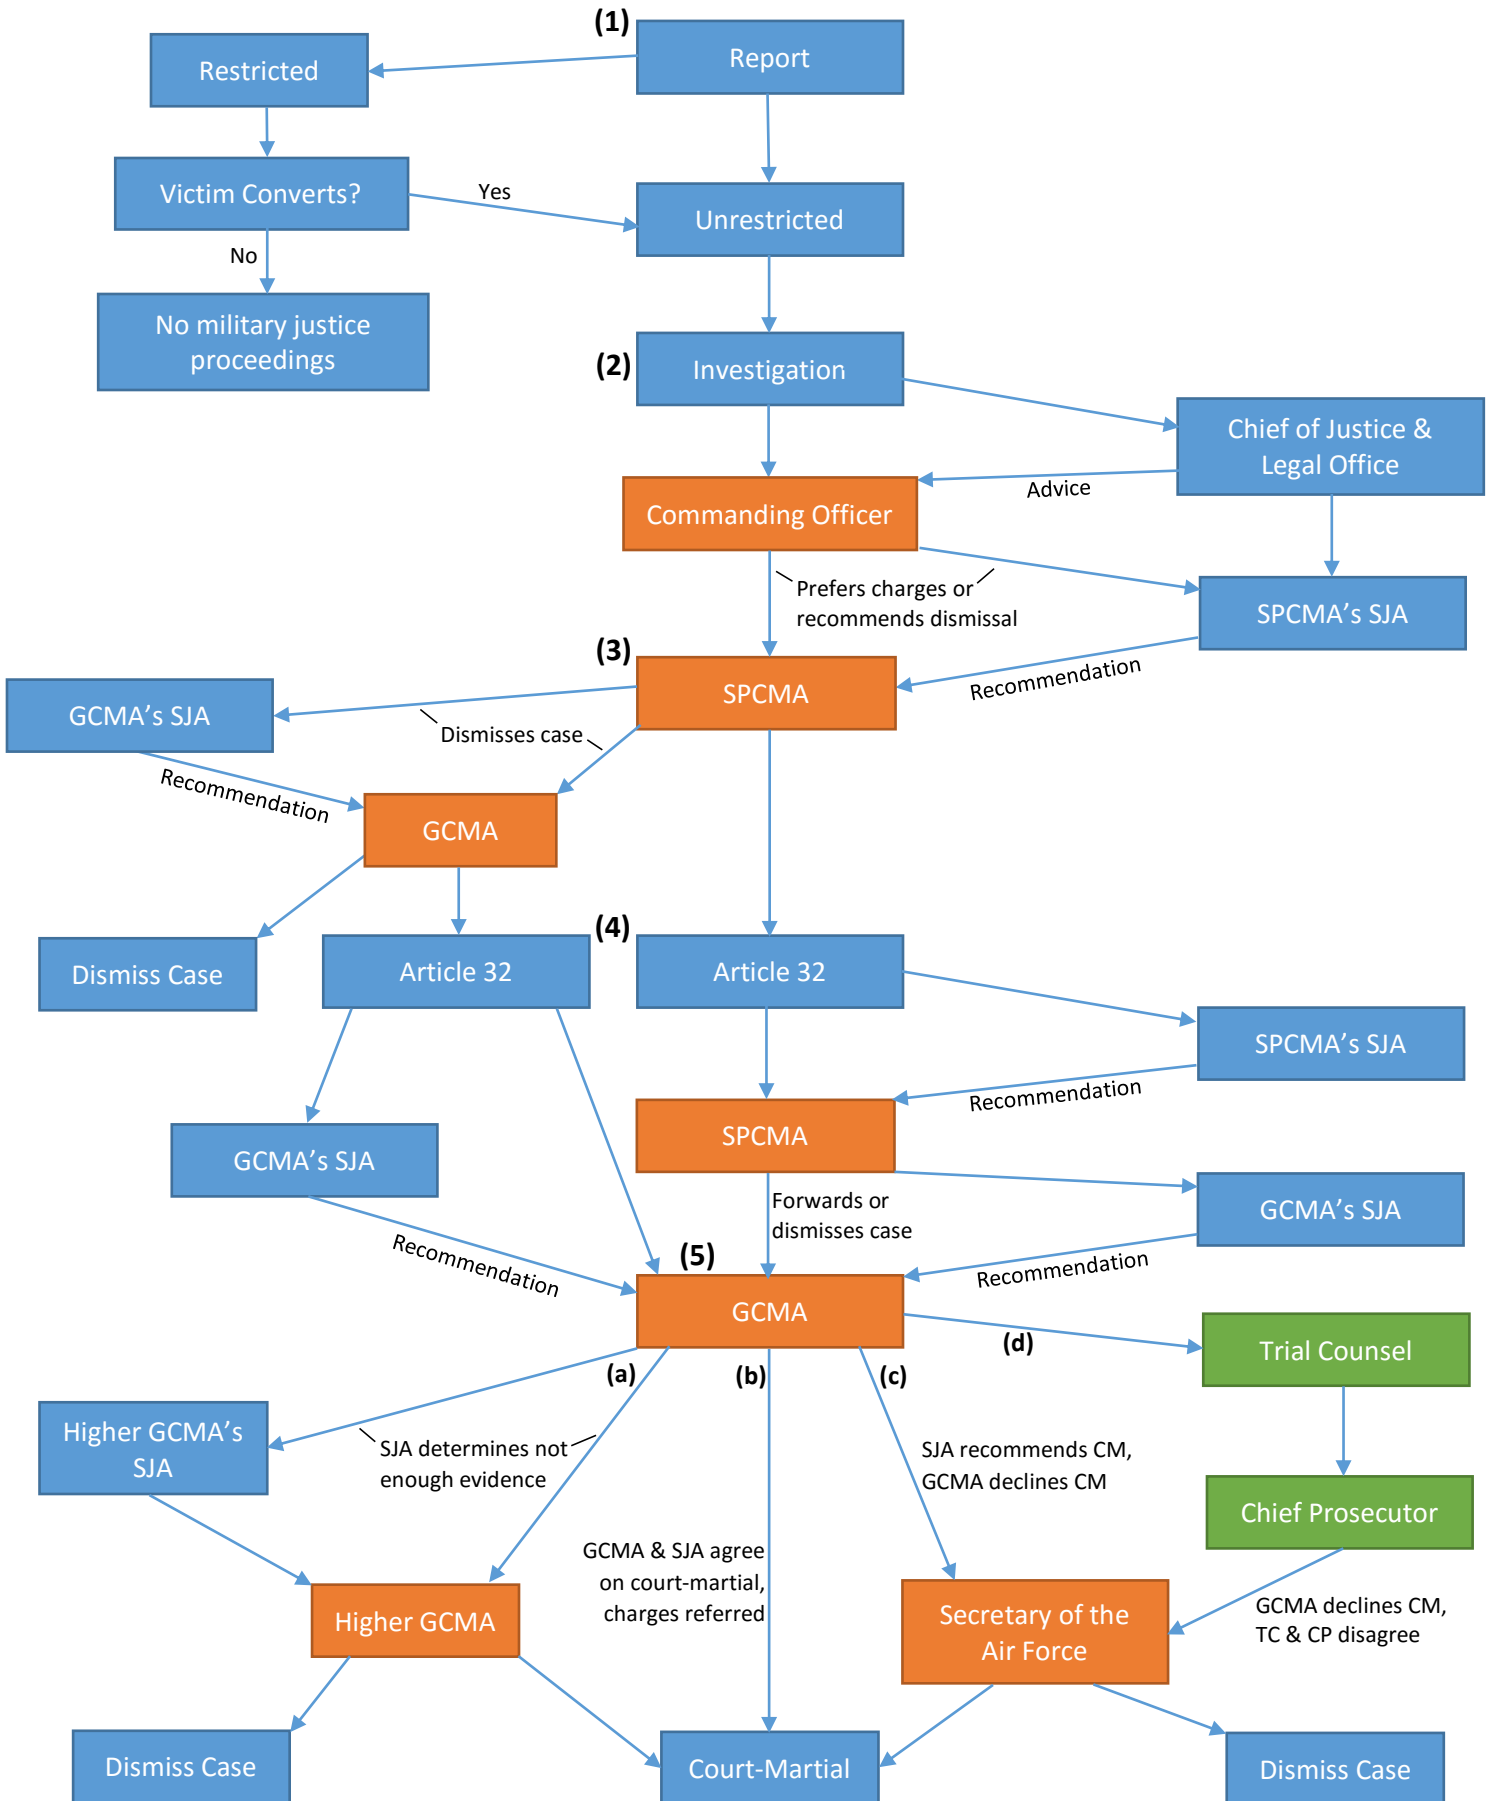 (1)
Restricted
Report
Victim Converts?
Yes
Unrestricted
No
No military justice
proceedings
(2)
Investigation
Chief of Justice &
Legal Office
Advice
Commanding Officer
Prefers charges or
recommends dismissal
SPCMA’s SJA
(3)
Recommendation
SPCMA
GCMA’s SJA
Dismisses case
Recommendation
GCMA
(4)
Dismiss Case
Article 32
Article 32
SPCMA’s SJA
Recommendation
SPCMA
GCMA’s SJA
Forwards or
dismisses case
GCMA’s SJA
Recommendation
(5)
Recommendation
GCMA
(d)
Trial Counsel
(a)
(b)
(c)
Higher GCMA’s
SJA
SJA determines not
enough evidence
SJA recommends CM,
GCMA declines CM
Chief Prosecutor
GCMA & SJA agree
on court-martial,
charges referred
Higher GCMA
Secretary of the
Air Force
GCMA declines CM,
TC & CP disagree
Dismiss Case
Court-Martial
Dismiss Case